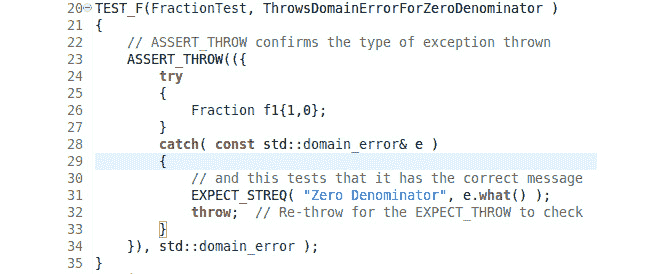 20 TEST_F(FractionTest, ThrowsDomainErrorForZeroDenominator )
21 {
22     // ASSERT_THROW confirms the type of exception thrown
23     ASSERT_THROW(({
24         try
25         {
26             Fraction f1{1,0};
27         }
28         catch( const std::domain_error& e )
29         {
30             // and this tests that it has the correct message
31             EXPECT_STREQ( "Zero Denominator", e.what() );
32             throw;  // Re-throw for the EXPECT_THROW to check
33         }
34     }), std::domain_error );
35 }